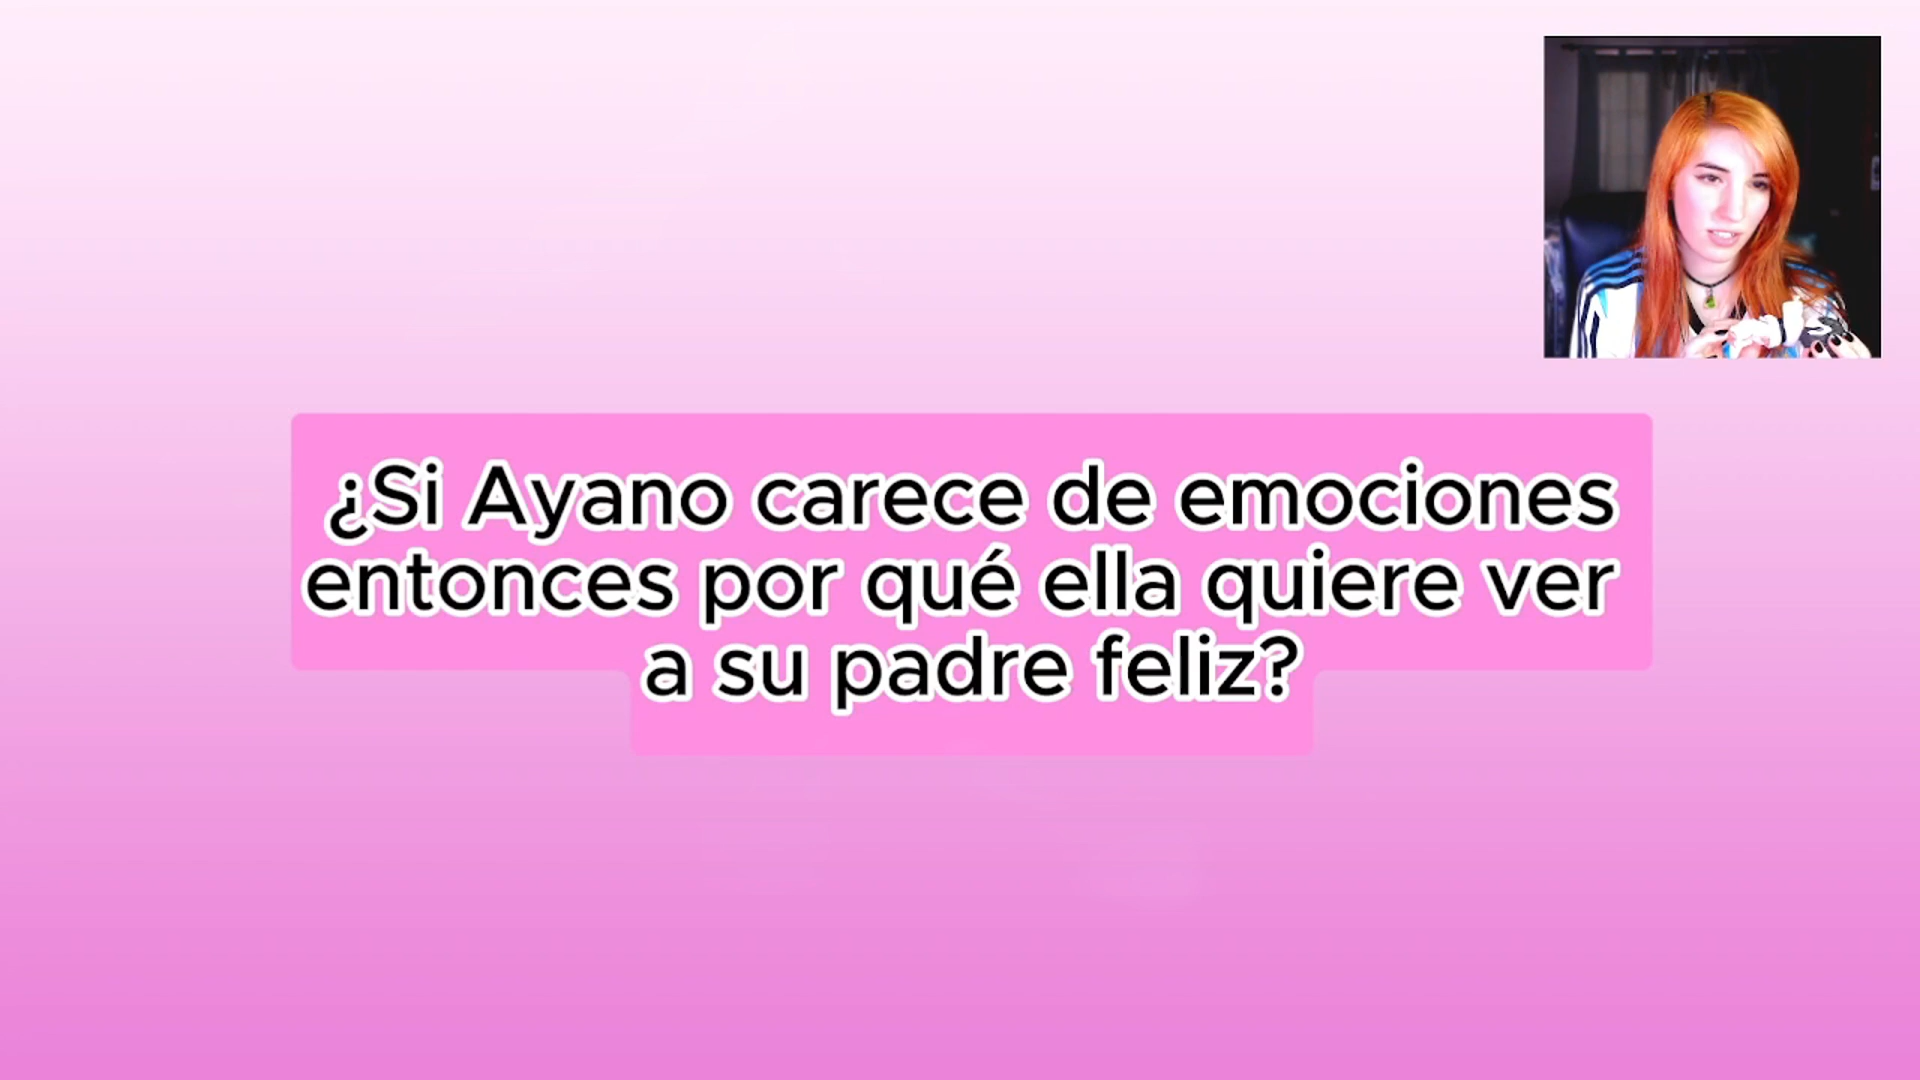 ¿Si Ayano carece de emociones
entonces por qué ella quiere ver
a su padre feliz?